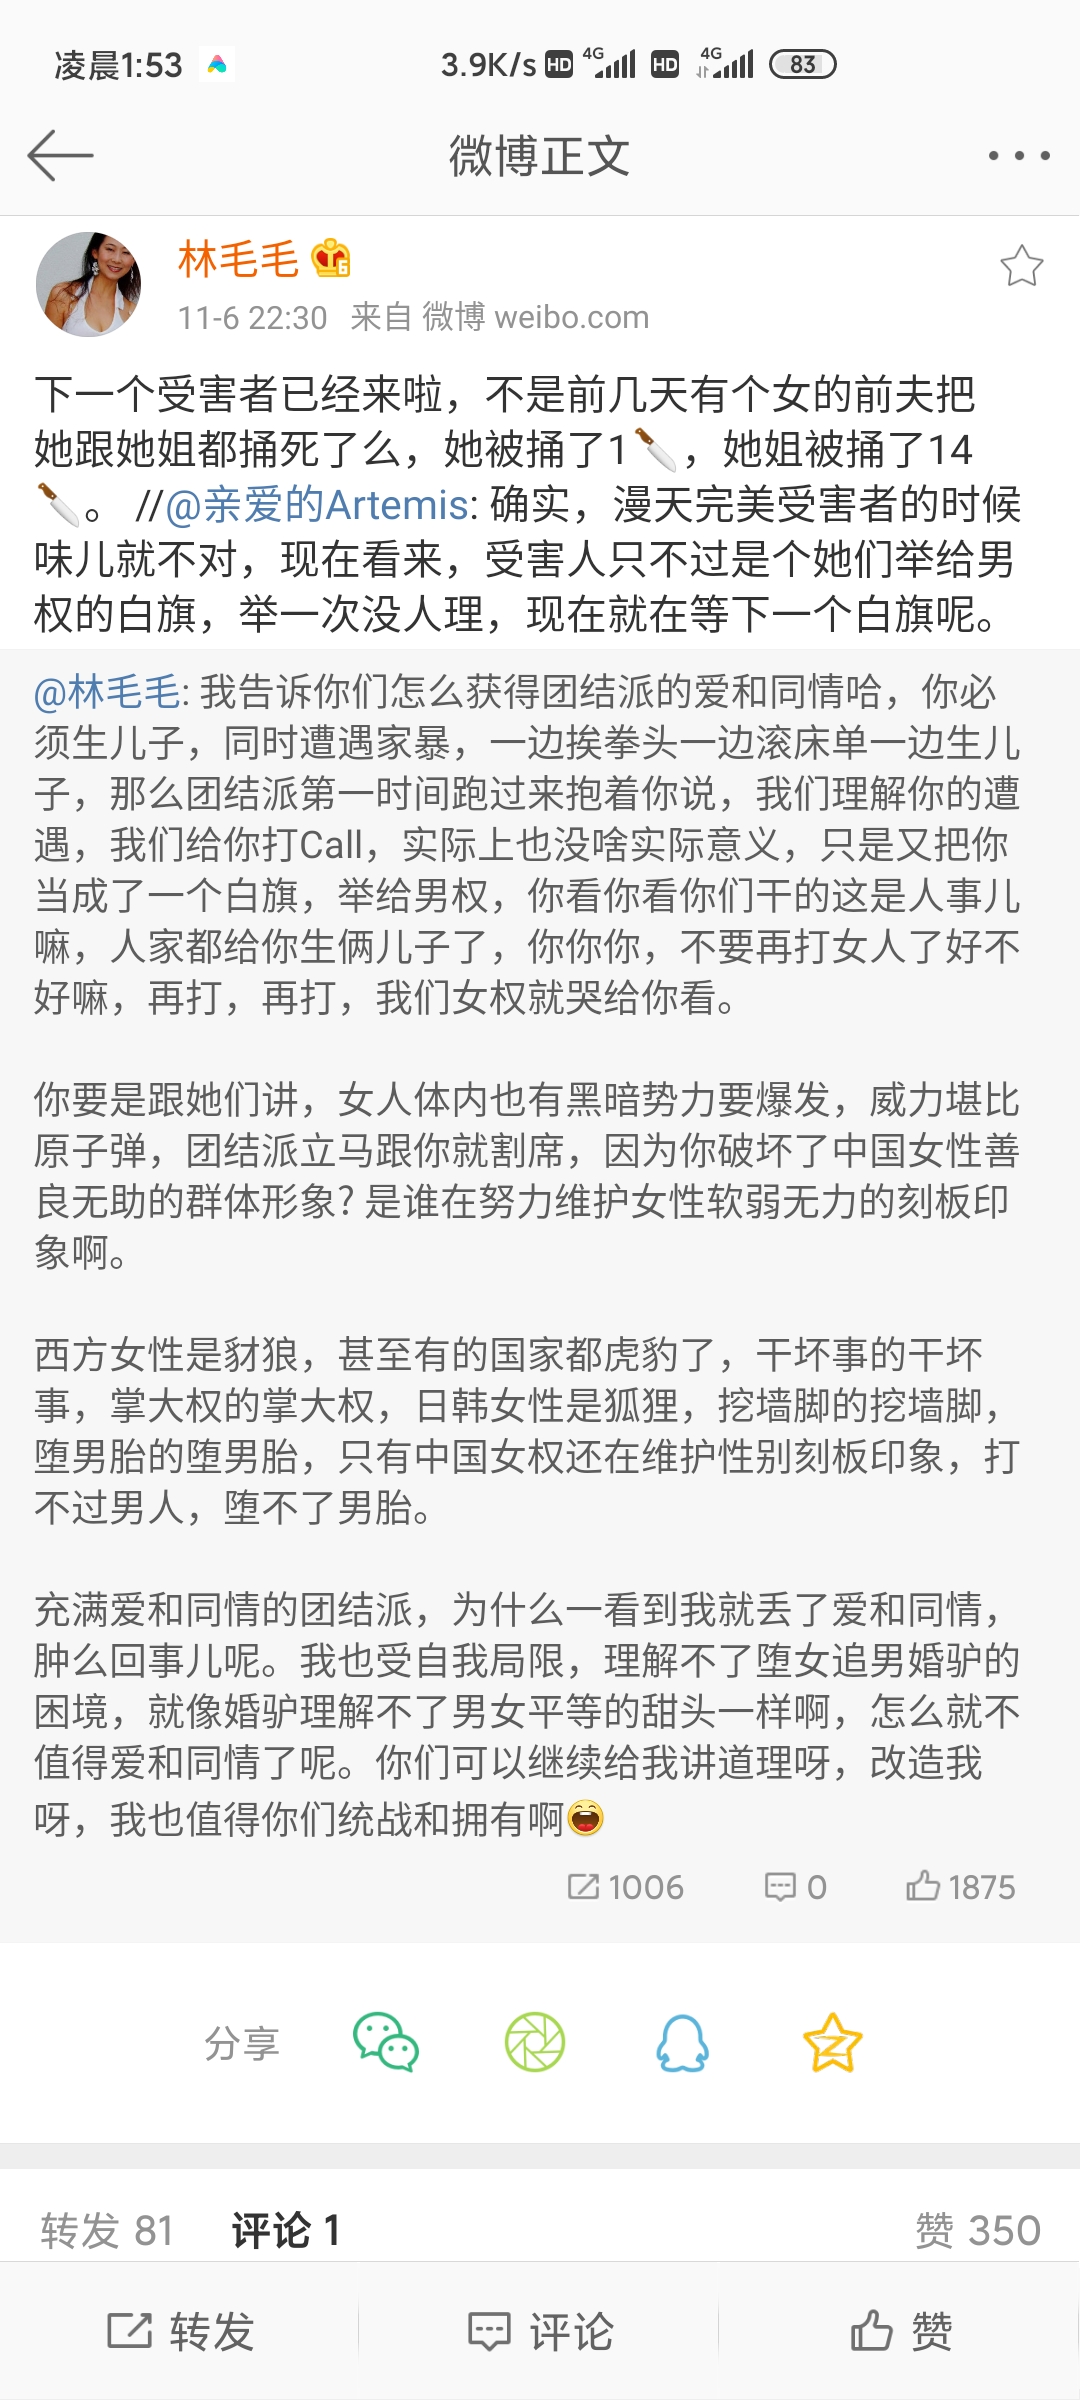 凌晨1:53 3.9K/s HD 4G HD 4G 83
微博正文
林毛毛 6
11-6 22:30 来自 微博 weibo.com
下一个受害者已经来啦，不是前几天有个女的前夫把
她跟她姐都捅死了么，她被捅了1🔪，她姐被捅了14
🔪。 //@亲爱的Artemis: 确实，漫天完美受害者的时候
味儿就不对，现在看来，受害人只不过是个她们举给男
权的白旗，举一次没人理，现在就在等下一个白旗呢。
@林毛毛: 我告诉你们怎么获得团结派的爱和同情哈，你必
须生儿子，同时遭遇家暴，一边挨拳头一边滚床单一边生儿
子，那么团结派第一时间跑过来抱着你说，我们理解你的遭
遇，我们给你打Call，实际上也没啥实际意义，只是又把你
当成了一个白旗，举给男权，你看你看你们干的这是人事儿
嘛，人家都给你生俩儿子了，你你你，不要再打女人了好不
好嘛，再打，再打，我们女权就哭给你看。
你要是跟她们讲，女人体内也有黑暗势力要爆发，威力堪比
原子弹，团结派立马跟你就割席，因为你破坏了中国女性善
良无助的群体形象? 是谁在努力维护女性软弱无力的刻板印
象啊。
西方女性是豺狼，甚至有的国家都虎豹了，干坏事的干坏
事，掌大权的掌大权，日韩女性是狐狸，挖墙脚的挖墙脚，
堕男胎的堕男胎，只有中国女权还在维护性别刻板印象，打
不过男人，堕不了男胎。
充满爱和同情的团结派，为什么一看到我就丢了爱和同情，
肿么回事儿呢。我也受自我局限，理解不了堕女追男婚驴的
困境，就像婚驴理解不了男女平等的甜头一样啊，怎么就不
值得爱和同情了呢。你们可以继续给我讲道理呀，改造我
呀，我也值得你们统战和拥有啊😄
1006 0 1875
分享
转发 81 评论 1 赞 350
转发 评论 赞